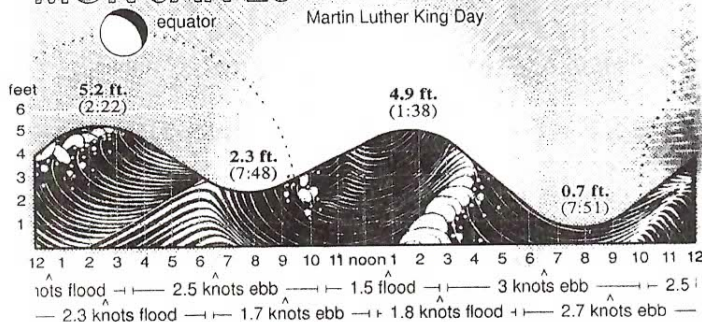 equator
Martin Luther King Day
feet
5.2 ft.
(2:22)
4.9 ft.
(1:38)
2.3 ft.
(7:48)
0.7 ft.
(7:51)
6
5
4
3
2
1
12 1 2 3 4 5 6 7 8 9 10 11 noon 1 2 3 4 5 6 7 8 9 10 11 12
flood 2.5 knots ebb 1.5 flood 3 knots ebb 2.5
2.3 knots flood 1.7 knots ebb 1.8 knots flood 2.7 knots ebb